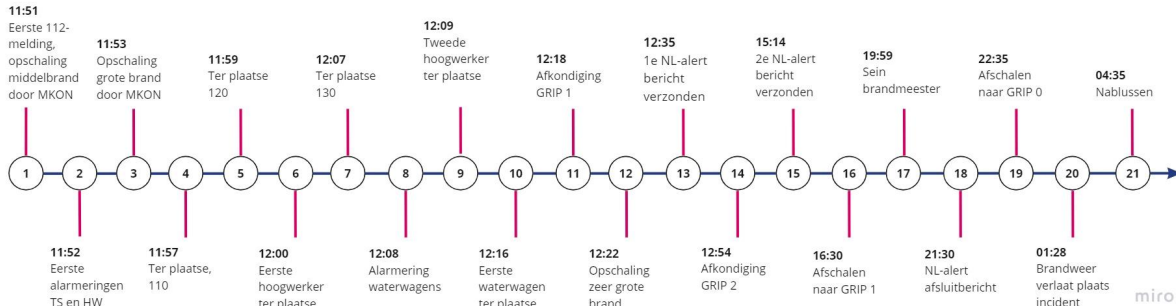 11:51
Eerste 112-
melding,
opschaling
middelbrand
door MKON
11:53
Opschaling
grote brand
door MKON
11:59
Ter plaatse
120
12:07
Ter plaatse
130
12:09
Tweede
hoogwerker
ter plaatse
12:18
Afkondiging
GRIP 1
12:35
1e NL-alert
bericht
verzonden
15:14
2e NL-alert
bericht
verzonden
19:59
Sein
brandmeester
22:35
Afschalen
naar GRIP 0
04:35
Nablussen
1 2 3 4 5 6 7 8 9 10 11 12 13 14 15 16 17 18 19 20 21
11:52
Eerste
alarmeringen
TS en HW
11:57
Ter plaatse,
110
12:00
Eerste
hoogwerker
ter plaatse
12:08
Alarmering
waterwagens
12:16
Eerste
waterwagen
ter plaatse
12:22
Opschaling
zeer grote
brand
12:54
Afkondiging
GRIP 2
16:30
Afschalen
naar GRIP 1
21:30
NL-alert
afsluitbericht
01:28
Brandweer
verlaat plaats
incident
miro